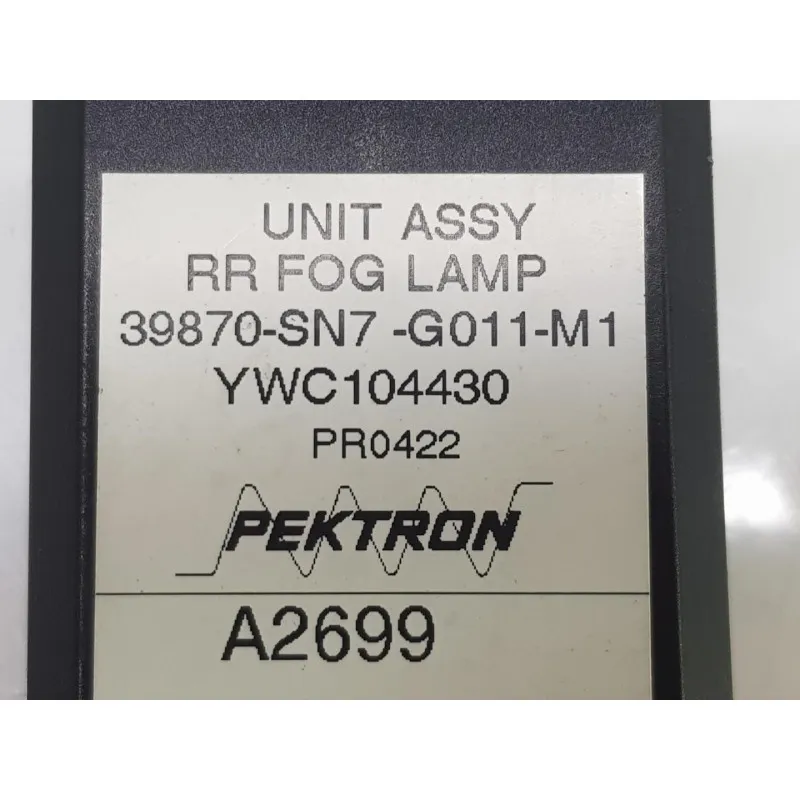 UNIT ASSY
RR FOG LAMP
39870-SN7 -G011-M1
YWC104430
PR0422
PEKTRON
A2699